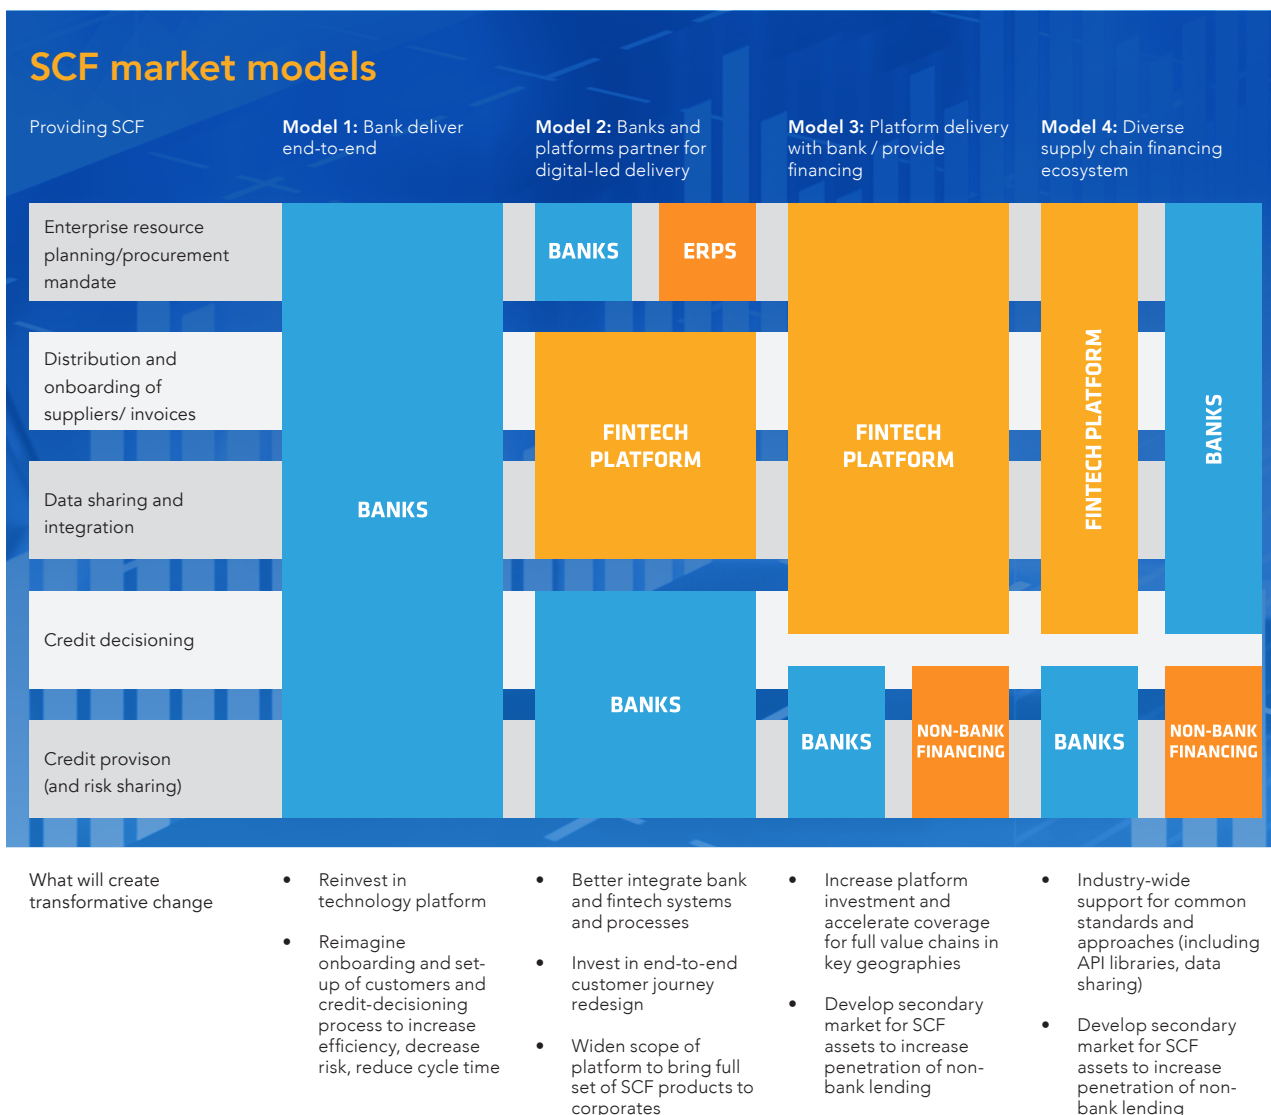 SCF market models
Providing SCF
Model 1: Bank deliver
end-to-end
Model 2: Banks and
platforms partner for
digital-led delivery
Model 3: Platform delivery
with bank / provide
financing
Model 4: Diverse
supply chain financing
ecosystem
Enterprise resource
planning/procurement
mandate
Distribution and
onboarding of
suppliers/ invoices
Data sharing and
integration
Credit decisioning
Credit provison
(and risk sharing)
BANKS
BANKS
ERPS
FINTECH
PLATFORM
BANKS
FINTECH
PLATFORM
BANKS
NON-BANK
FINANCING
FINTECH PLATFORM
BANKS
BANKS
NON-BANK
FINANCING
What will create
transformative change
• Reinvest in
technology platform
• Reimagine
onboarding and set-
up of customers and
credit-decisioning
process to increase
efficiency, decrease
risk, reduce cycle time
• Better integrate bank
and fintech systems
and processes
• Invest in end-to-end
customer journey
redesign
• Widen scope of
platform to bring full
set of SCF products to
corporates
• Increase platform
investment and
accelerate coverage
for full value chains in
key geographies
• Develop secondary
market for SCF
assets to increase
penetration of non-
bank lending
• Industry-wide
support for common
standards and
approaches (including
API libraries, data
sharing)
• Develop secondary
market for SCF
assets to increase
penetration of non-
bank lending